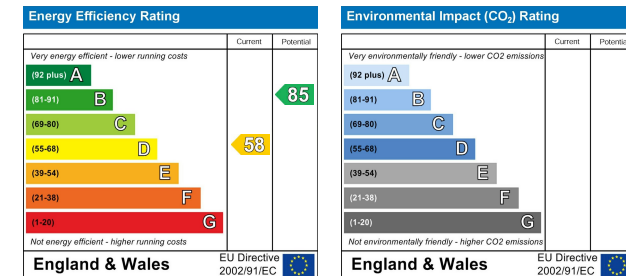 Energy Efficiency Rating
Current Potential
Very energy efficient - lower running costs
(92 plus) A
(81-91) B
85
(69-80) C
(55-68) D
58
(39-54) E
(21-38) F
(1-20) G
Not energy efficient - higher running costs
England & Wales
EU Directive
2002/91/EC
Environmental Impact (CO₂) Rating
Current Potential
Very environmentally friendly - lower CO2 emissions
(92 plus) A
(81-91) B
(69-80) C
(55-68) D
(39-54) E
(21-38) F
(1-20) G
Not environmentally friendly - higher CO2 emissions
England & Wales
EU Directive
2002/91/EC